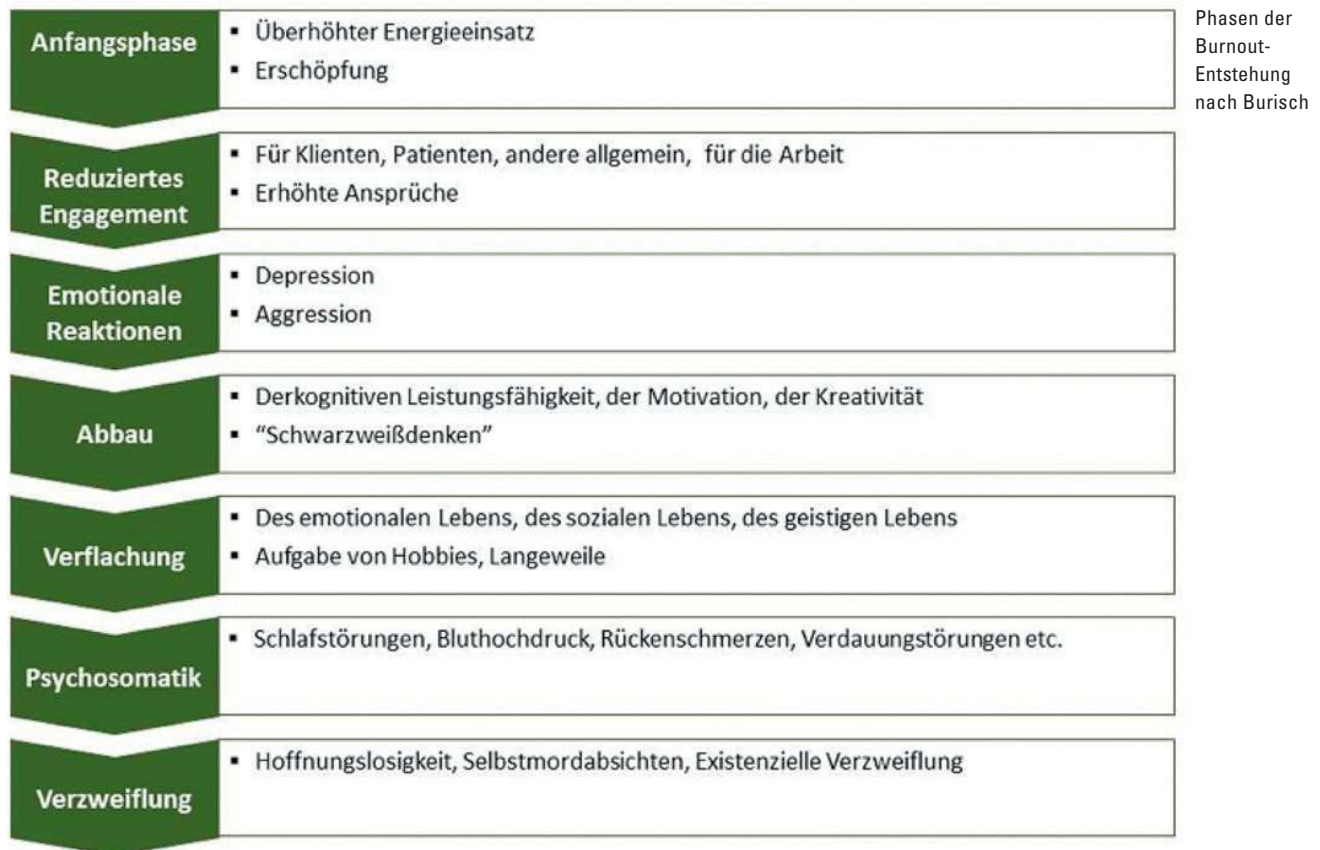 Anfangsphase
▪ Überhöhter Energieeinsatz
▪ Erschöpfung
Phasen der
Burnout-
Entstehung
nach Burisch
Reduziertes
Engagement
▪ Für Klienten, Patienten, andere allgemein, für die Arbeit
▪ Erhöhte Ansprüche
Emotionale
Reaktionen
▪ Depression
▪ Aggression
Abbau
▪ Derkognitiven Leistungsfähigkeit, der Motivation, der Kreativität
▪ “Schwarzweißdenken”
Verflachung
▪ Des emotionalen Lebens, des sozialen Lebens, des geistigen Lebens
▪ Aufgabe von Hobbies, Langeweile
Psychosomatik
▪ Schlafstörungen, Bluthochdruck, Rückenschmerzen, Verdauungstörungen etc.
Verzweiflung
▪ Hoffnungslosigkeit, Selbstmordabsichten, Existenzielle Verzweiflung